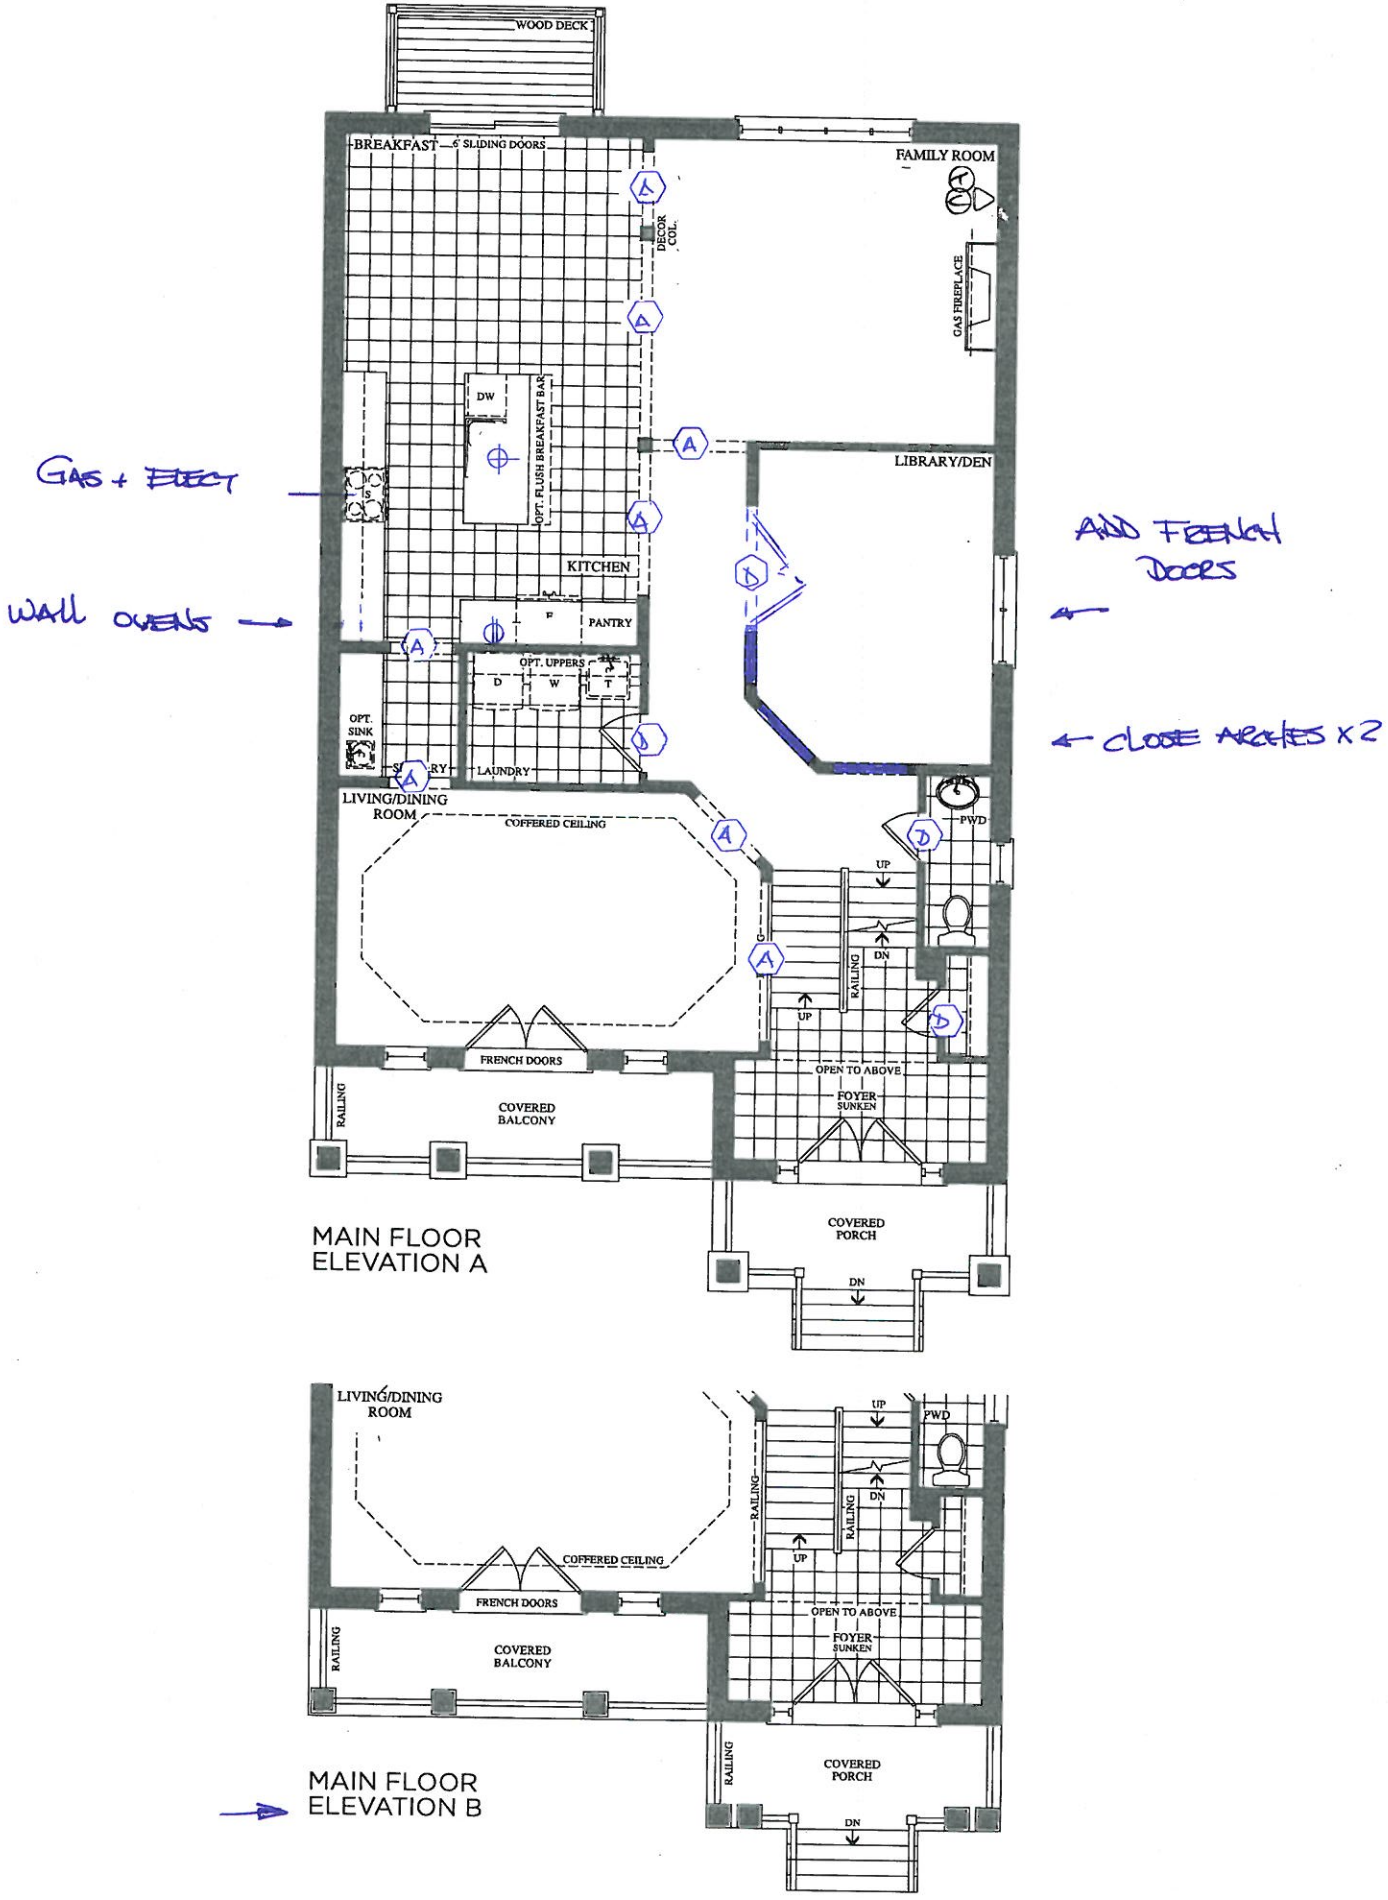 WOOD DECK
BREAKFAST
6' SLIDING DOORS
FAMILY ROOM
A
DECOR
COL.
GAS FIREPLACE
A
DW
OPT. FLUSH BREAKFAST BAR
A
LIBRARY/DEN
GAS + ELECT
S
A
ADD FRENCH
DOORS
D
KITCHEN
WALL OVENS
F
PANTRY
A
OPT. UPPERS
D
W
T
OPT.
SINK
D
CLOSE ARCHES X 2
LAUNDRY
A
LIVING/DINING
ROOM
COFFERED CEILING
A
D
PWD
UP
DN
A
RAILING
UP
D
FRENCH DOORS
OPEN TO ABOVE
FOYER
SUNKEN
RAILING
COVERED
BALCONY
MAIN FLOOR
ELEVATION A
COVERED
PORCH
DN
LIVING/DINING
ROOM
UP
PWD
DN
RAILING
RAILING
UP
COFFERED CEILING
FRENCH DOORS
OPEN TO ABOVE
FOYER
SUNKEN
RAILING
COVERED
BALCONY
MAIN FLOOR
ELEVATION B
RAILING
COVERED
PORCH
DN